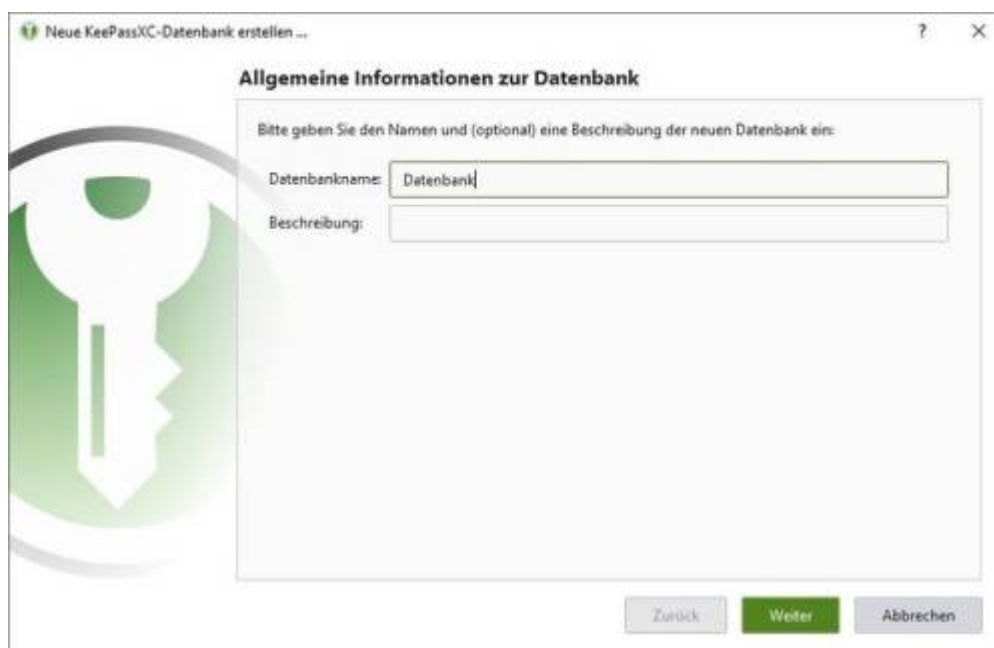 Neue KeePassXC-Datenbank erstellen ...
?
Allgemeine Informationen zur Datenbank
Bitte geben Sie den Namen und (optional) eine Beschreibung der neuen Datenbank ein:
Datenbankname: Datenbank
Beschreibung:
Zurück Weiter Abbrechen